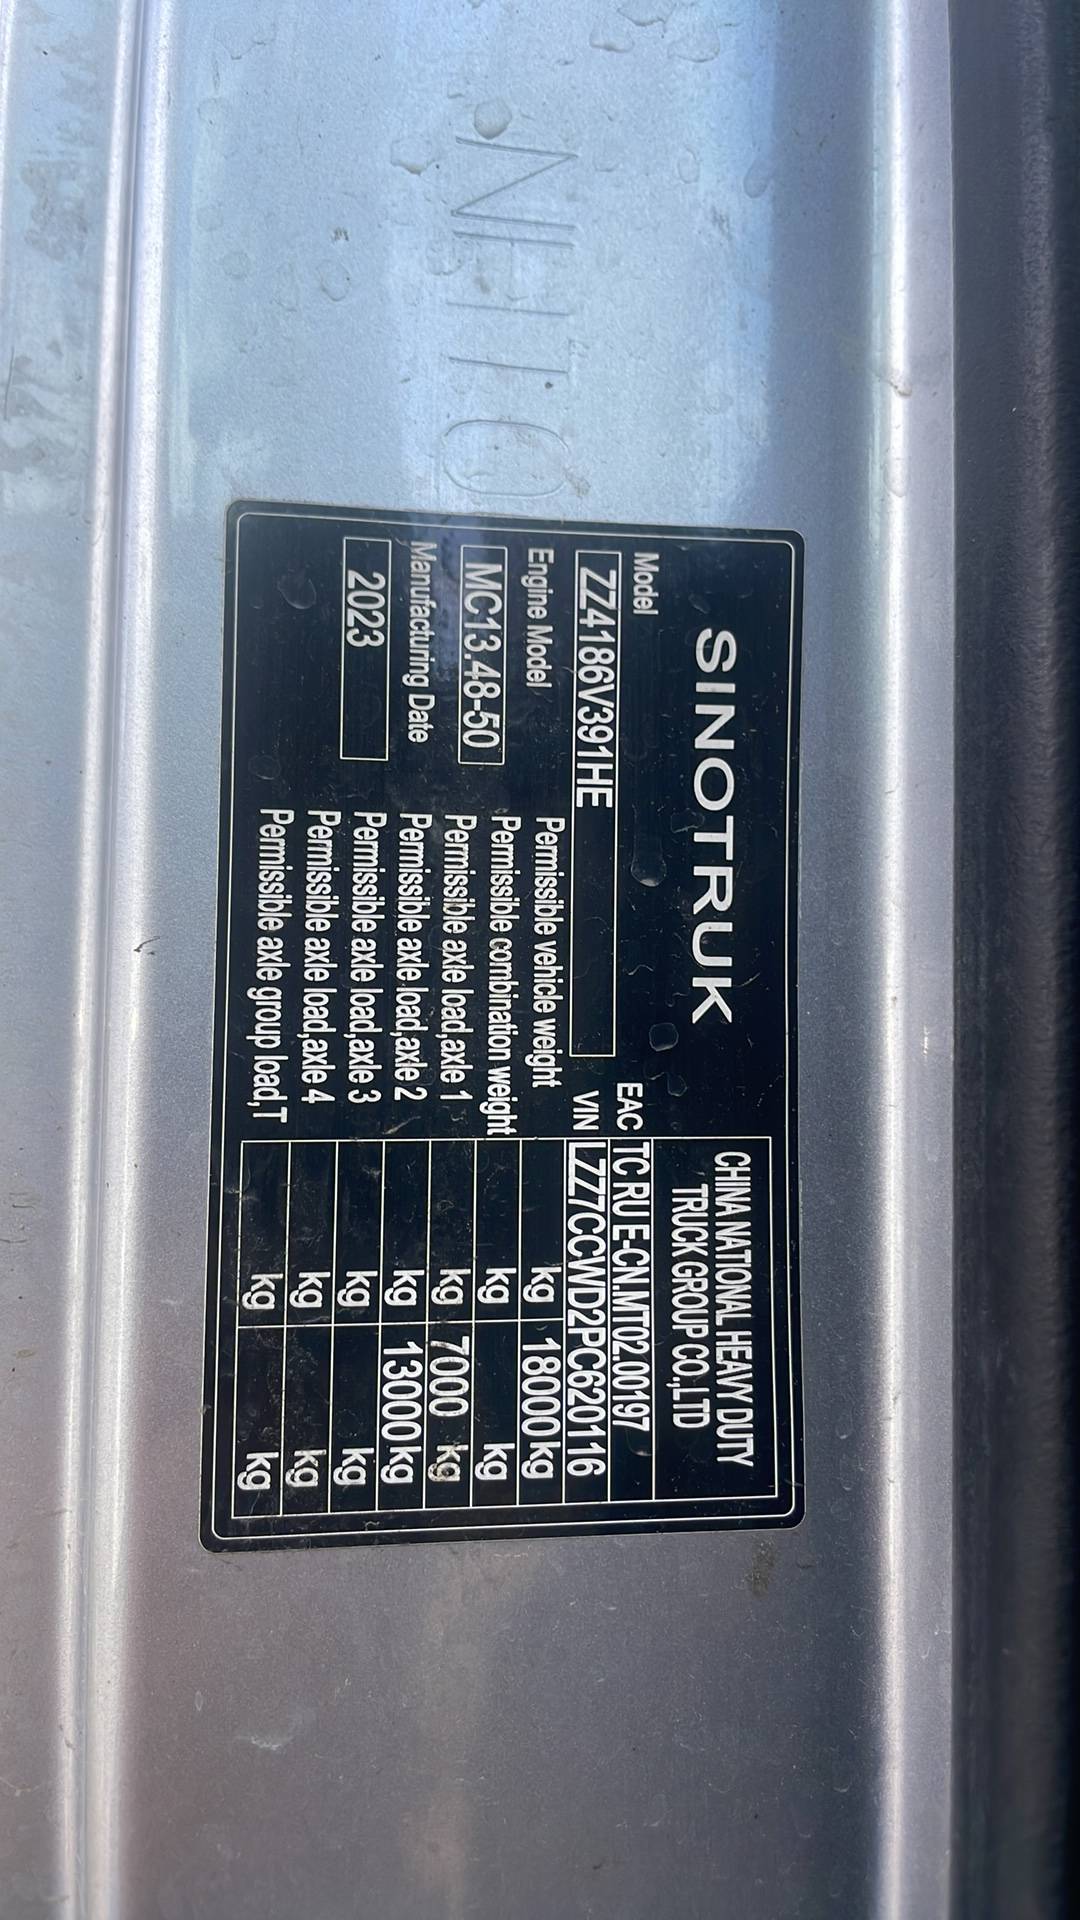 NHTC
SINOTRUK
CHINA NATIONAL HEAVY DUTY
TRUCK GROUP CO.,LTD
Model
ZZ4186V391HE
EAC TC RU E-CN.MT02.00197
VIN LZZ7CCWD2PC620116
Engine Model
MC13.48-50
Manufacturing Date
2023
Permissible vehicle weight kg 18000 kg
Permissible combination weight kg kg
Permissible axle load,axle 1 kg 7000 kg
Permissible axle load,axle 2 kg 13000 kg
Permissible axle load,axle 3 kg kg
Permissible axle load,axle 4 kg kg
Permissible axle group load,T kg kg